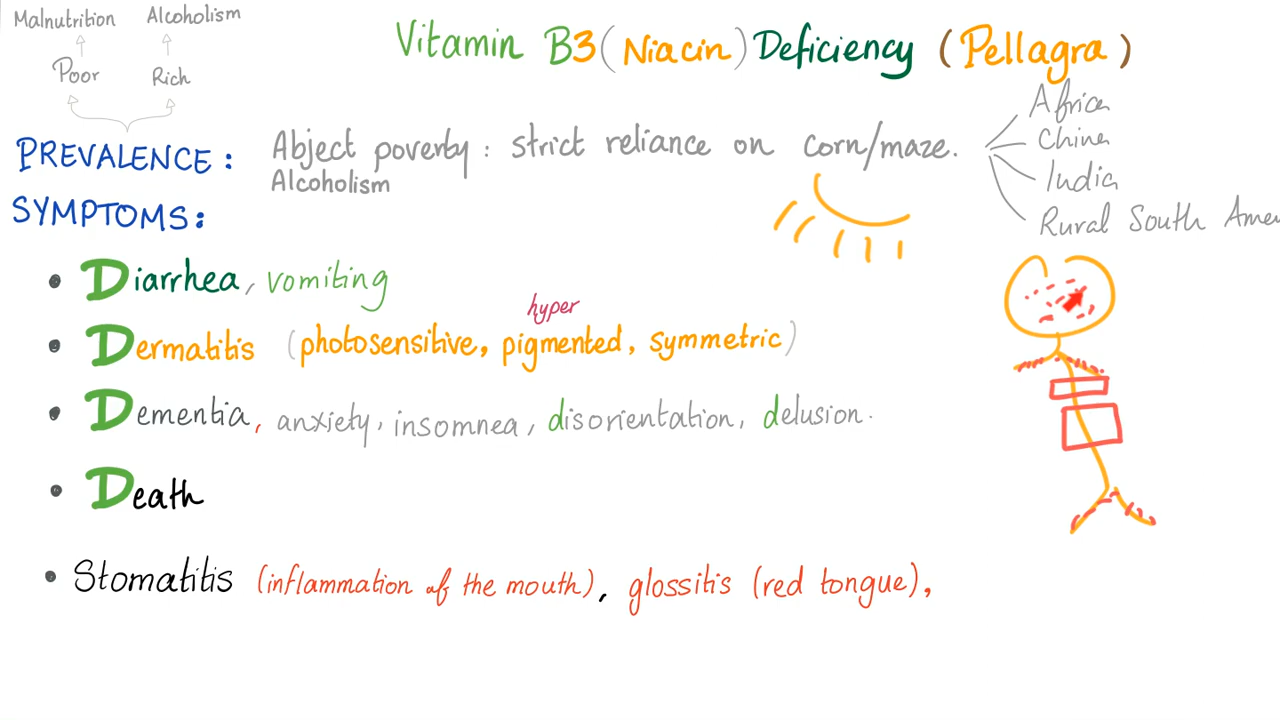 Malnutrition Alcoholism
Poor Rich
Vitamin B3 (Niacin) Deficiency (Pellagra)
PREVALENCE: Abject poverty: strict reliance on corn/maze.
Alcoholism
Africa
China
India
Rural South Amer
SYMPTOMS:
• Diarrhea, vomiting
hyper
• Dermatitis (photosensitive, pigmented, symmetric)
• Dementia, anxiety, insomnea, disorientation, delusion.
• Death
• Stomatitis (inflammation of the mouth), glossitis (red tongue),